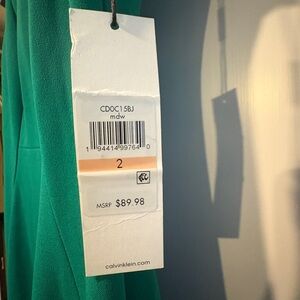 CD0C15BJ
mdw
1 94414 99764 0
2
MSRP $89.98
calvinklein.com